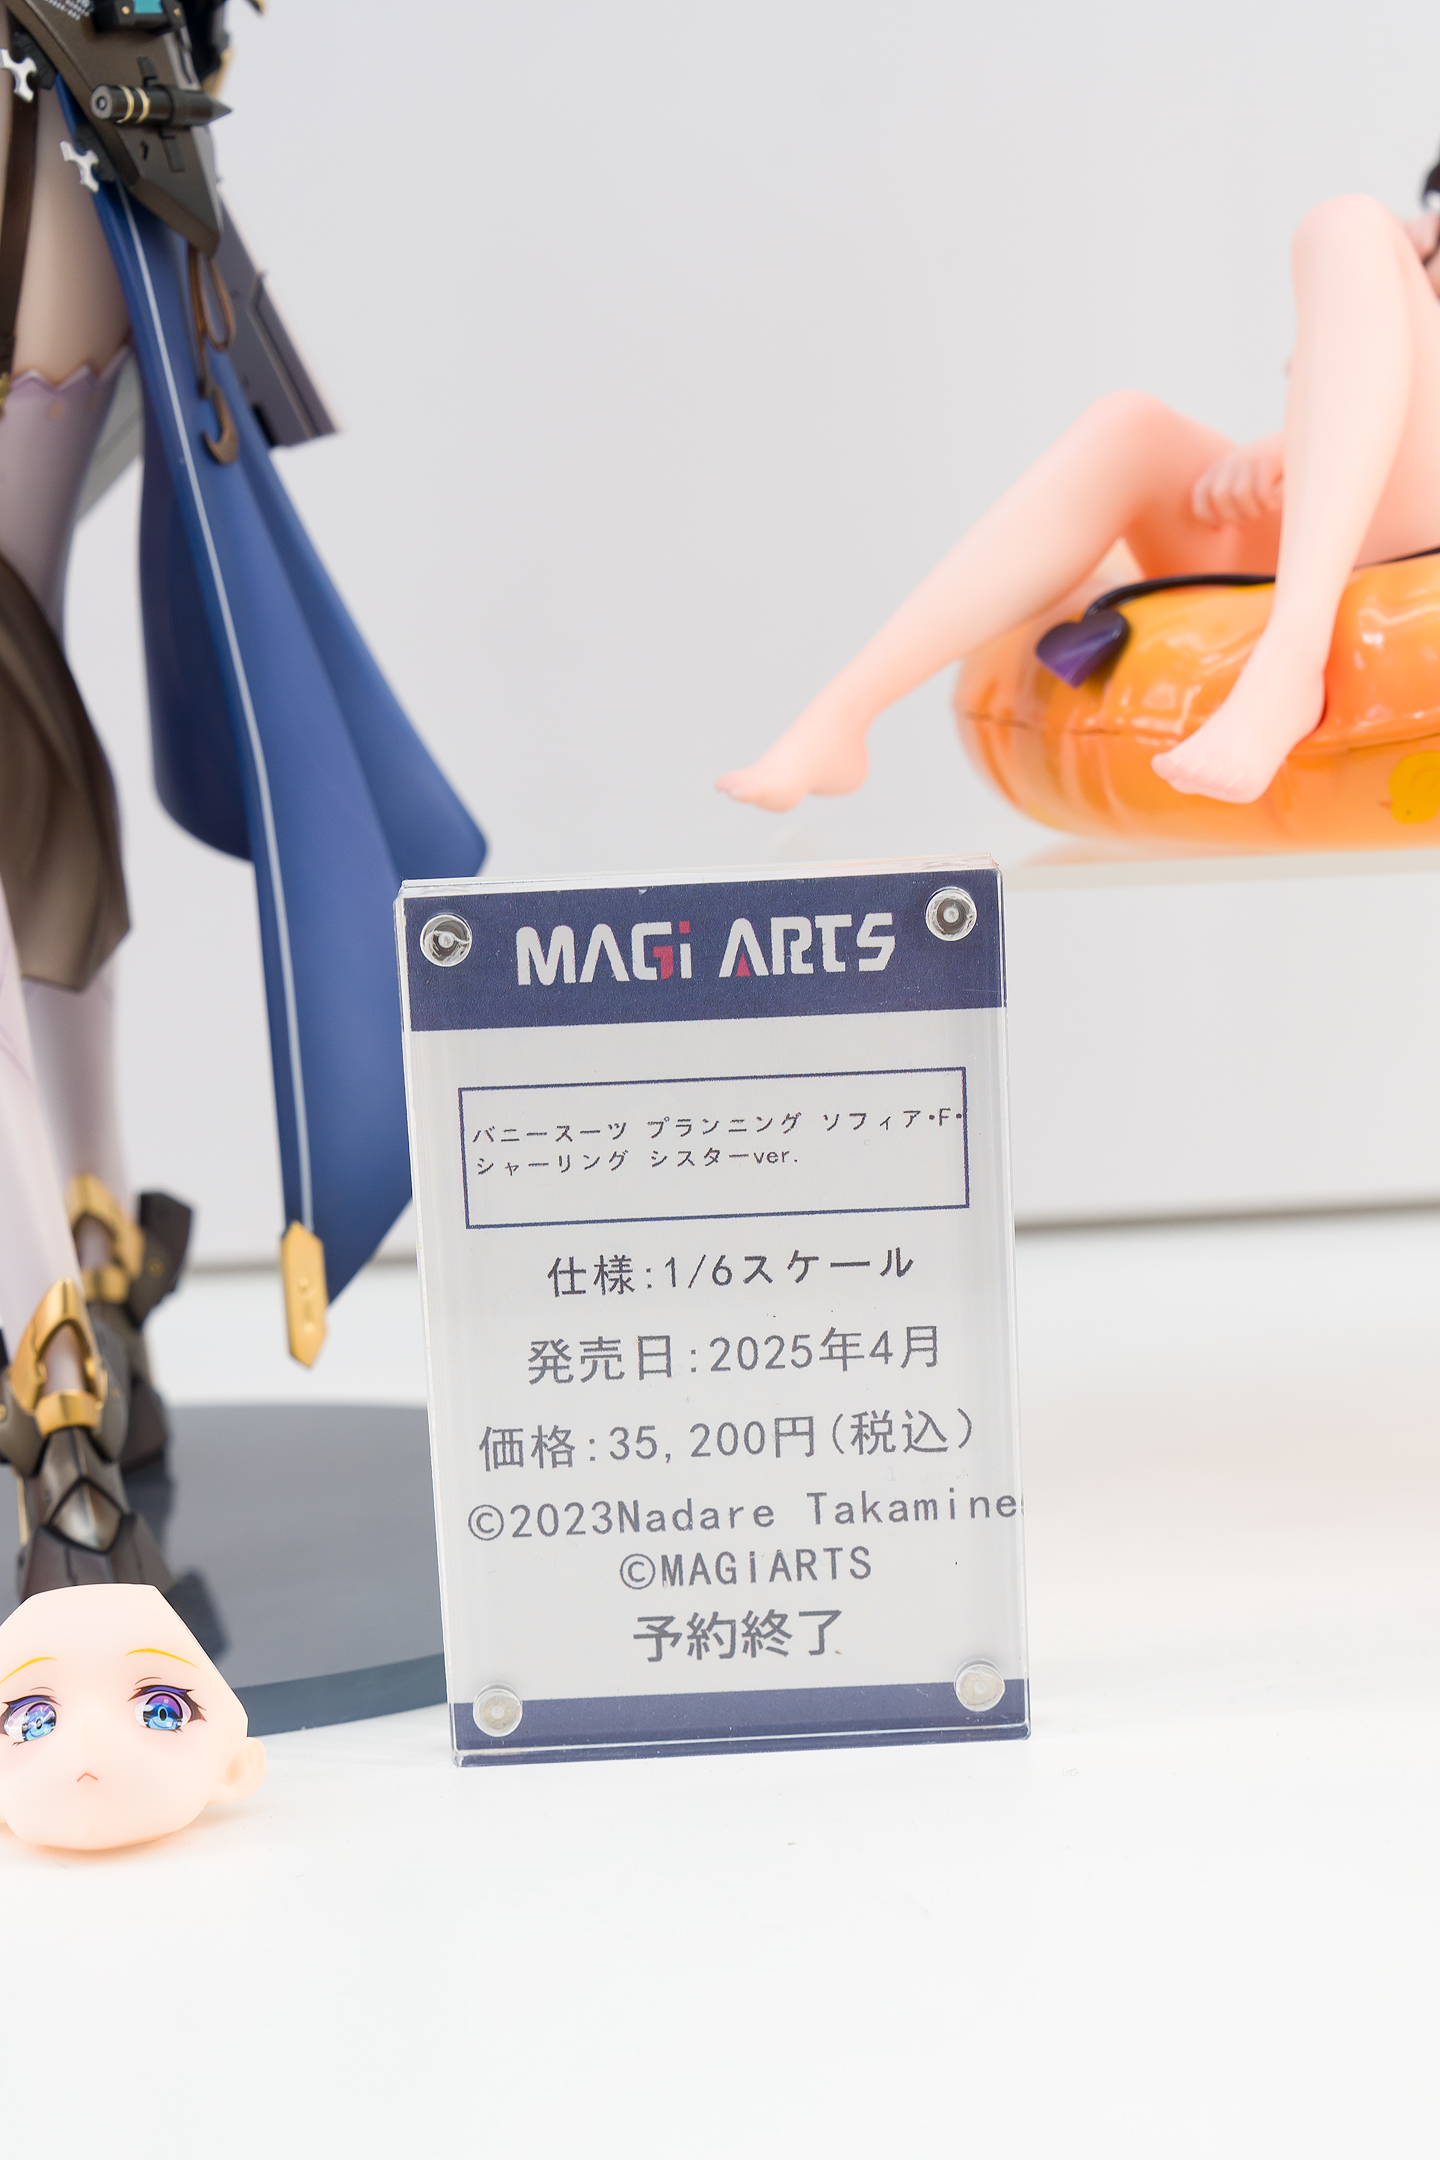 MAGi ARTS
バニースーツ プランニング ソフィア・F・
シャーリング シスターver.
仕様:1/6スケール
発売日:2025年4月
価格:35,200円(税込)
©2023Nadare Takamine
©MAGiARTS
予約終了